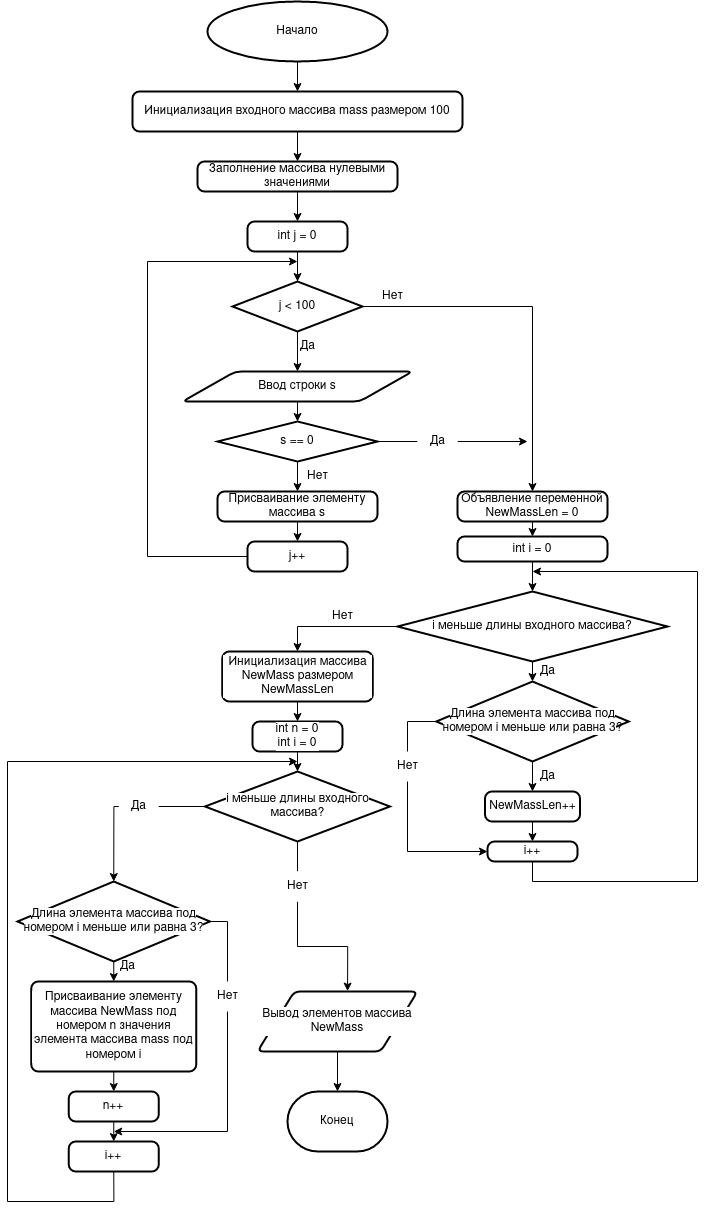 Начало
Инициализация входного массива mass размером 100
Заполнение массива нулевыми
значениями
int j = 0
j < 100
Нет
Да
Ввод строки s
s == 0
Да
Нет
Присваивание элементу
массива s
j++
Объявление переменной
NewMassLen = 0
int i = 0
i меньше длины входного массива?
Нет
Да
Длина элемента массива под
номером i меньше или равна 3?
Нет
Да
NewMassLen++
i++
Инициализация массива
NewMass размером
NewMassLen
int n = 0
int i = 0
i меньше длины входного
массива?
Да
Нет
Длина элемента массива под
номером i меньше или равна 3?
Да
Нет
Присваивание элементу
массива NewMass под
номером n значения
элемента массива mass под
номером i
n++
i++
Вывод элементов массива
NewMass
Конец